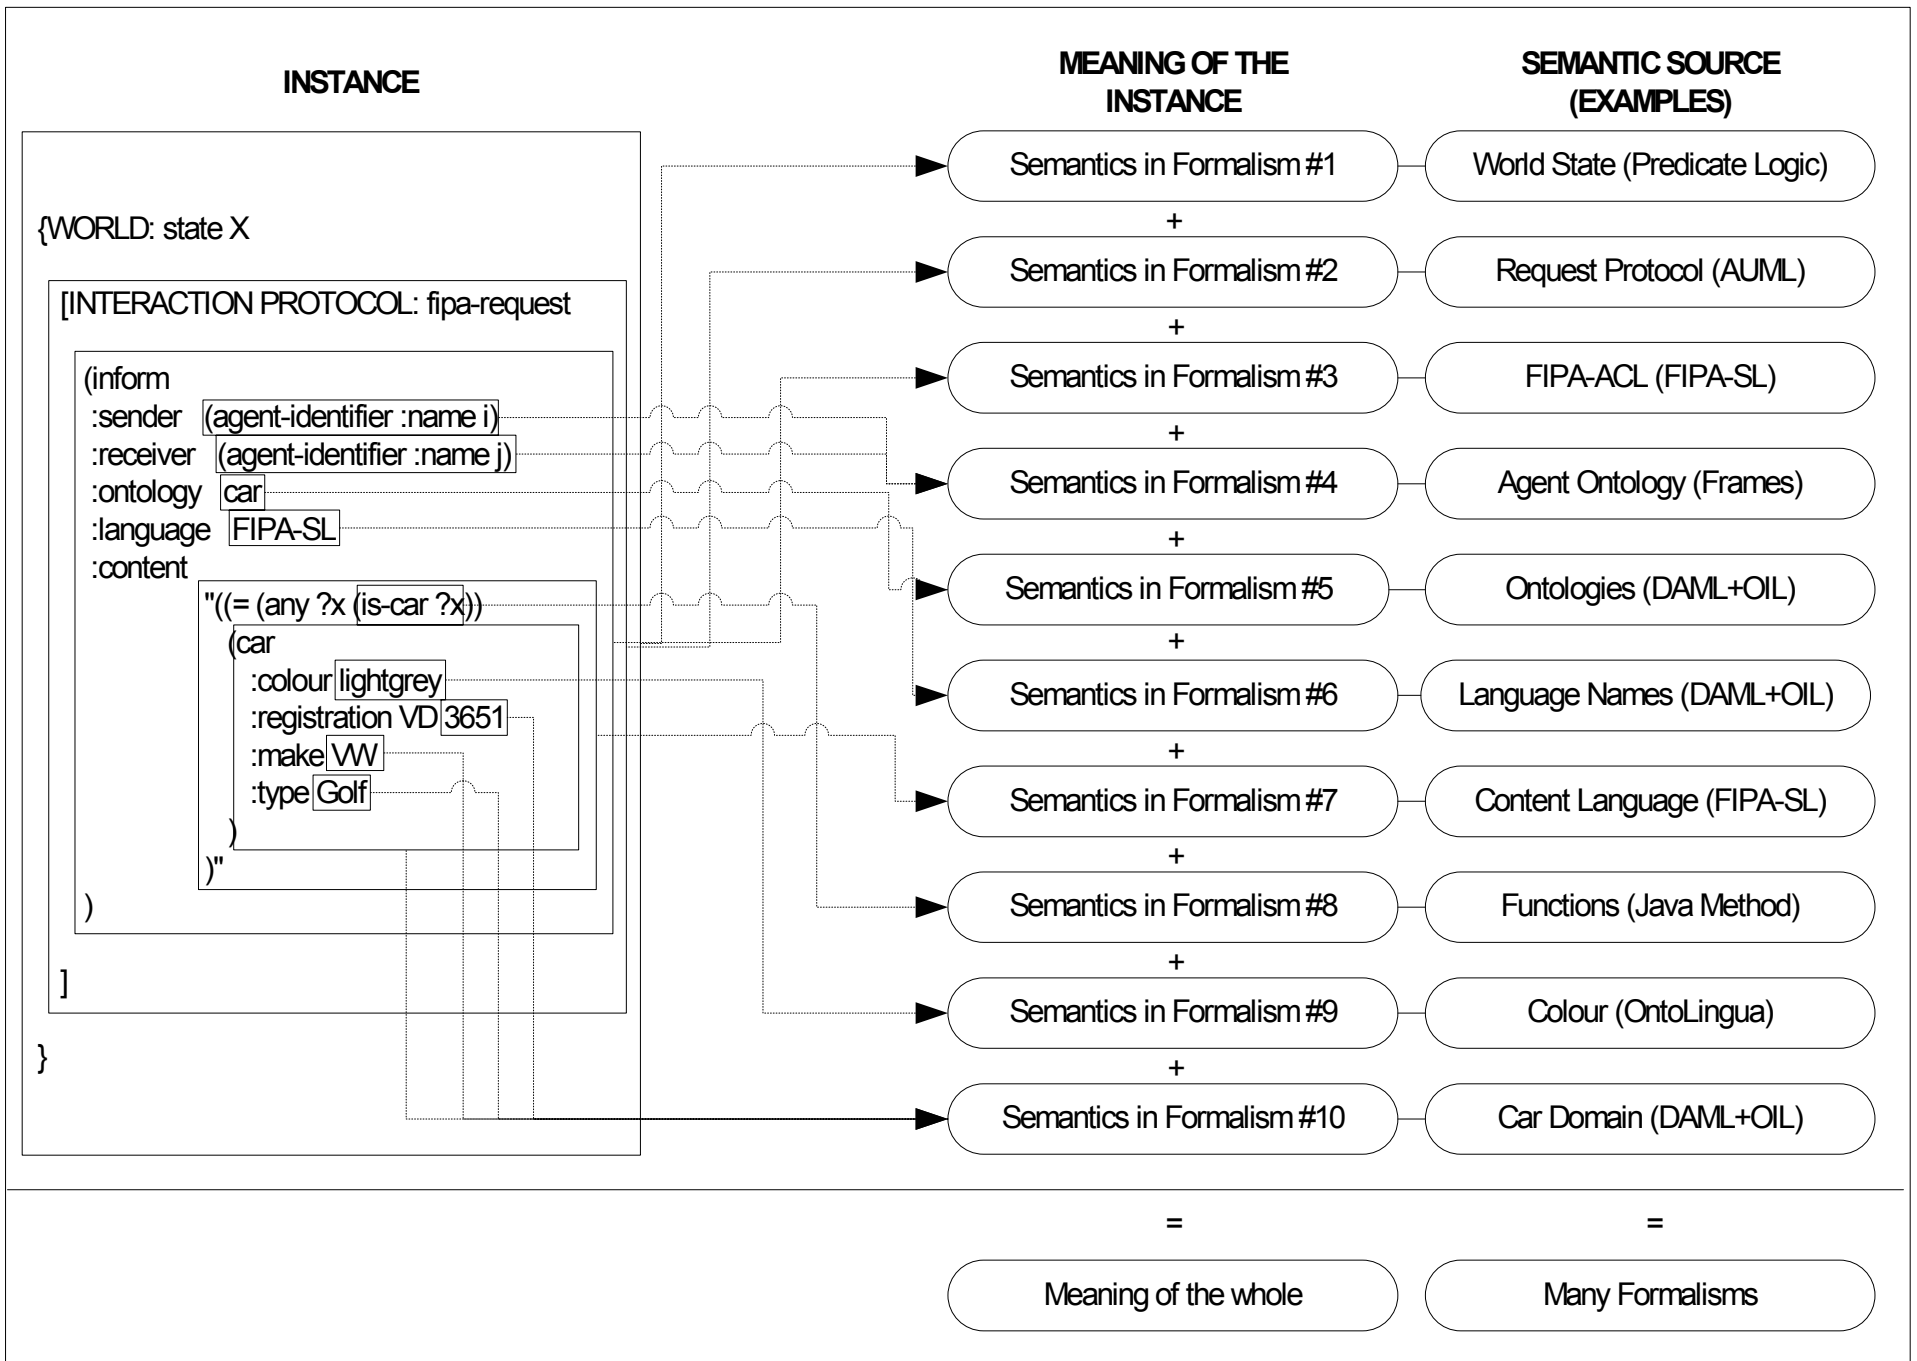 INSTANCE
{WORLD: state X
[INTERACTION PROTOCOL: fipa-request
(inform
:sender (agent-identifier :name i)
:receiver (agent-identifier :name j)
:ontology car
:language FIPA-SL
:content
"((= (any ?x (is-car ?x))
(car
:colour lightgrey
:registration VD 3651
:make VW
:type Golf
)
)"
)
]
}
MEANING OF THE
INSTANCE
Semantics in Formalism #1
+
Semantics in Formalism #2
+
Semantics in Formalism #3
+
Semantics in Formalism #4
+
Semantics in Formalism #5
+
Semantics in Formalism #6
+
Semantics in Formalism #7
+
Semantics in Formalism #8
+
Semantics in Formalism #9
+
Semantics in Formalism #10
=
Meaning of the whole
SEMANTIC SOURCE
(EXAMPLES)
World State (Predicate Logic)
Request Protocol (AUML)
FIPA-ACL (FIPA-SL)
Agent Ontology (Frames)
Ontologies (DAML+OIL)
Language Names (DAML+OIL)
Content Language (FIPA-SL)
Functions (Java Method)
Colour (OntoLingua)
Car Domain (DAML+OIL)
=
Many Formalisms